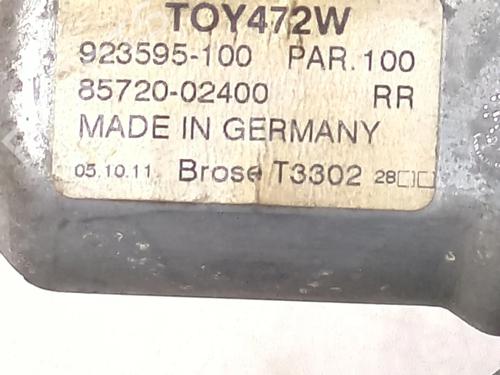 TOY472W
923595-100 PAR.100
85720-02400 RR
MADE IN GERMANY
05.10.11 Brose T3302 28